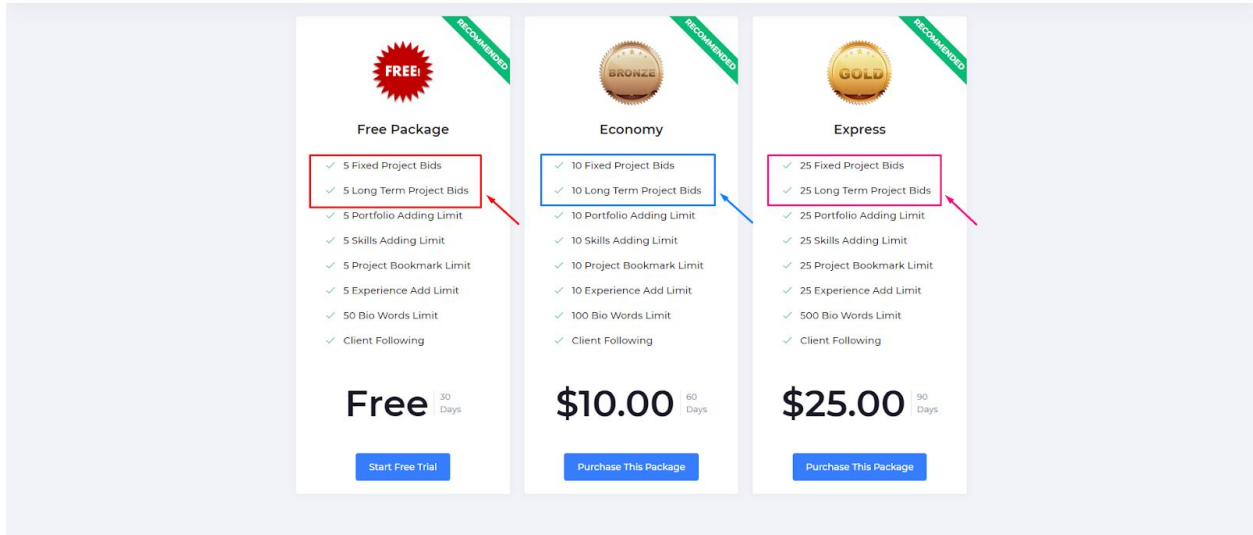 RECOMMENDED
FREE!
Free Package
5 Fixed Project Bids
5 Long Term Project Bids
5 Portfolio Adding Limit
5 Skills Adding Limit
5 Project Bookmark Limit
5 Experience Add Limit
50 Bio Words Limit
Client Following
Free
30
Days
Start Free Trial
RECOMMENDED
BRONZE
Economy
10 Fixed Project Bids
10 Long Term Project Bids
10 Portfolio Adding Limit
10 Skills Adding Limit
10 Project Bookmark Limit
10 Experience Add Limit
100 Bio Words Limit
Client Following
$10.00
60
Days
Purchase This Package
RECOMMENDED
GOLD
Express
25 Fixed Project Bids
25 Long Term Project Bids
25 Portfolio Adding Limit
25 Skills Adding Limit
25 Project Bookmark Limit
25 Experience Add Limit
500 Bio Words Limit
Client Following
$25.00
90
Days
Purchase This Package